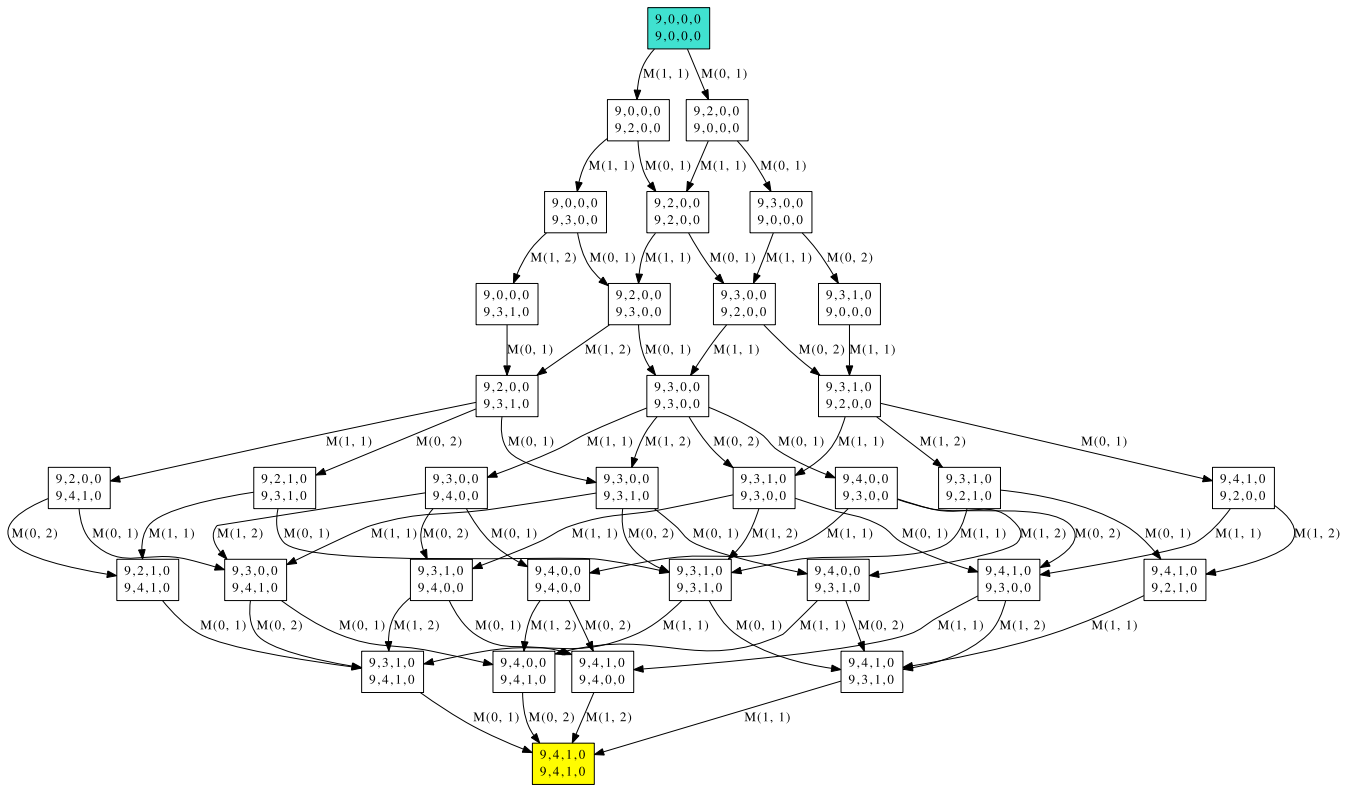 9,0,0,0
9,0,0,0
M(1, 1)
M(0, 1)
9,0,0,0
9,2,0,0
9,2,0,0
9,0,0,0
M(1, 1)
M(0, 1)
M(1, 1)
M(0, 1)
9,0,0,0
9,3,0,0
9,2,0,0
9,2,0,0
9,3,0,0
9,0,0,0
M(1, 2)
M(0, 1)
M(1, 1)
M(0, 1)
M(1, 1)
M(0, 2)
9,0,0,0
9,3,1,0
9,2,0,0
9,3,0,0
9,3,0,0
9,2,0,0
9,3,1,0
9,0,0,0
M(0, 1)
M(1, 2)
M(0, 1)
M(1, 1)
M(0, 2)
M(1, 1)
9,2,0,0
9,3,1,0
9,3,0,0
9,3,0,0
9,3,1,0
9,2,0,0
M(1, 1)
M(0, 2)
M(0, 1)
M(1, 1)
M(1, 2)
M(0, 2)
M(0, 1)
M(1, 1)
M(1, 2)
M(0, 1)
9,2,0,0
9,4,1,0
9,2,1,0
9,3,1,0
9,3,0,0
9,4,0,0
9,3,0,0
9,3,1,0
9,3,1,0
9,3,0,0
9,4,0,0
9,3,0,0
9,3,1,0
9,2,1,0
9,4,1,0
9,2,0,0
M(0, 2)
M(0, 1)
M(1, 1)
M(1, 2)
M(0, 1)
M(1, 1)
M(0, 2)
M(0, 1)
M(1, 1)
M(0, 2)
M(0, 1)
M(1, 2)
M(1, 1)
M(0, 1)
M(1, 1)
M(1, 2)
M(0, 2)
M(0, 1)
M(1, 1)
M(1, 2)
9,2,1,0
9,4,1,0
9,3,0,0
9,4,1,0
9,3,1,0
9,4,0,0
9,4,0,0
9,4,0,0
9,3,1,0
9,3,1,0
9,4,0,0
9,3,1,0
9,4,1,0
9,3,0,0
9,4,1,0
9,2,1,0
M(0, 1)
M(0, 2)
M(0, 1)
M(1, 2)
M(0, 1)
M(1, 2)
M(0, 2)
M(1, 1)
M(0, 1)
M(1, 1)
M(0, 2)
M(1, 1)
M(1, 2)
M(1, 1)
9,3,1,0
9,4,1,0
9,4,0,0
9,4,1,0
9,4,1,0
9,4,0,0
9,4,1,0
9,3,1,0
M(0, 1)
M(0, 2)
M(1, 2)
M(1, 1)
9,4,1,0
9,4,1,0